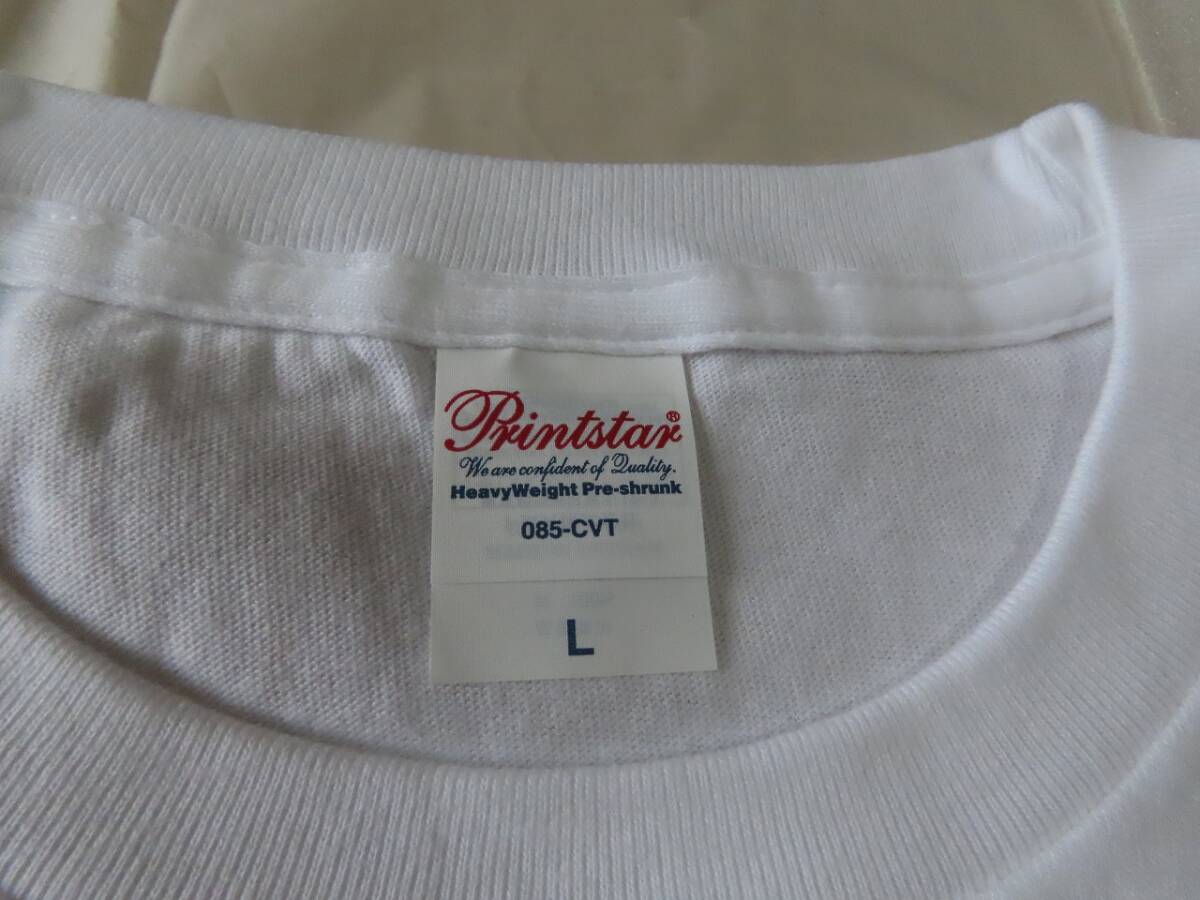 Printstar®
We are confident of Quality.
HeavyWeight Pre-shrunk
085-CVT
L